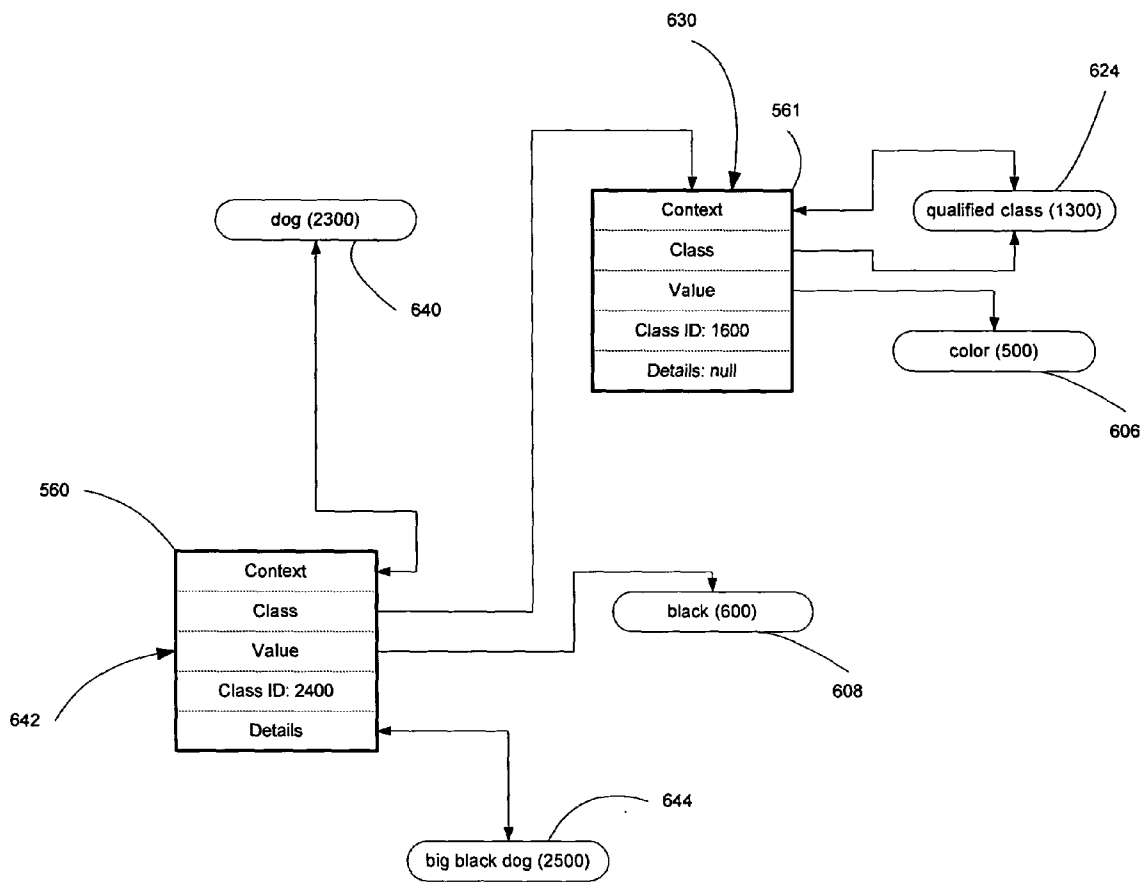 630
624
561
Context
qualified class (1300)
dog (2300)
Class
Value
640
Class ID: 1600
color (500)
Details: null
606
560
Context
Class
black (600)
Value
Class ID: 2400
608
642
Details
644
big black dog (2500)